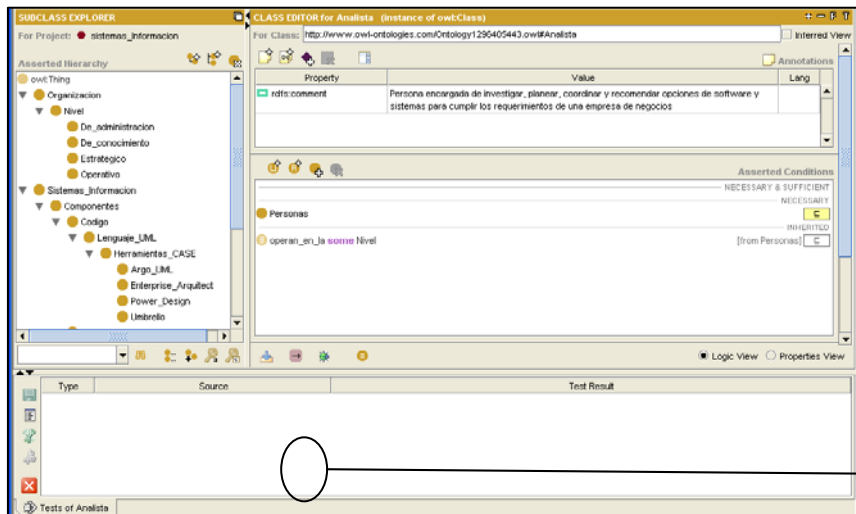 SUBCLASS EXPLORER
For Project: sistemas_informacion
Asserted Hierarchy
owl:Thing
Organizacion
Nivel
De_administracion
De_conocimiento
Estrategico
Operativo
Sistemas_Informacion
Componentes
Codigo
Lenguaje_UML
Herramientas_CASE
Argo_UML
Enterprise_Arquitect
Power_Design
Umbrello
CLASS EDITOR for Analista (instance of owl:Class)
For Class: http://www.owl-ontologies.com/Ontology1296405443.owl#Analista
Inferred View
Annotations
Property Value Lang
rdfs:comment Persona encargada de investigar, planear, coordinar y recomendar opciones de software y
sistemas para cumplir los requerimientos de una empresa de negocios
Asserted Conditions
NECESSARY & SUFFICIENT
NECESSARY
Personas
INHERITED
operan_en_la some Nivel [from Personas]
Logic View Properties View
Type Source Test Result
Tests of Analista